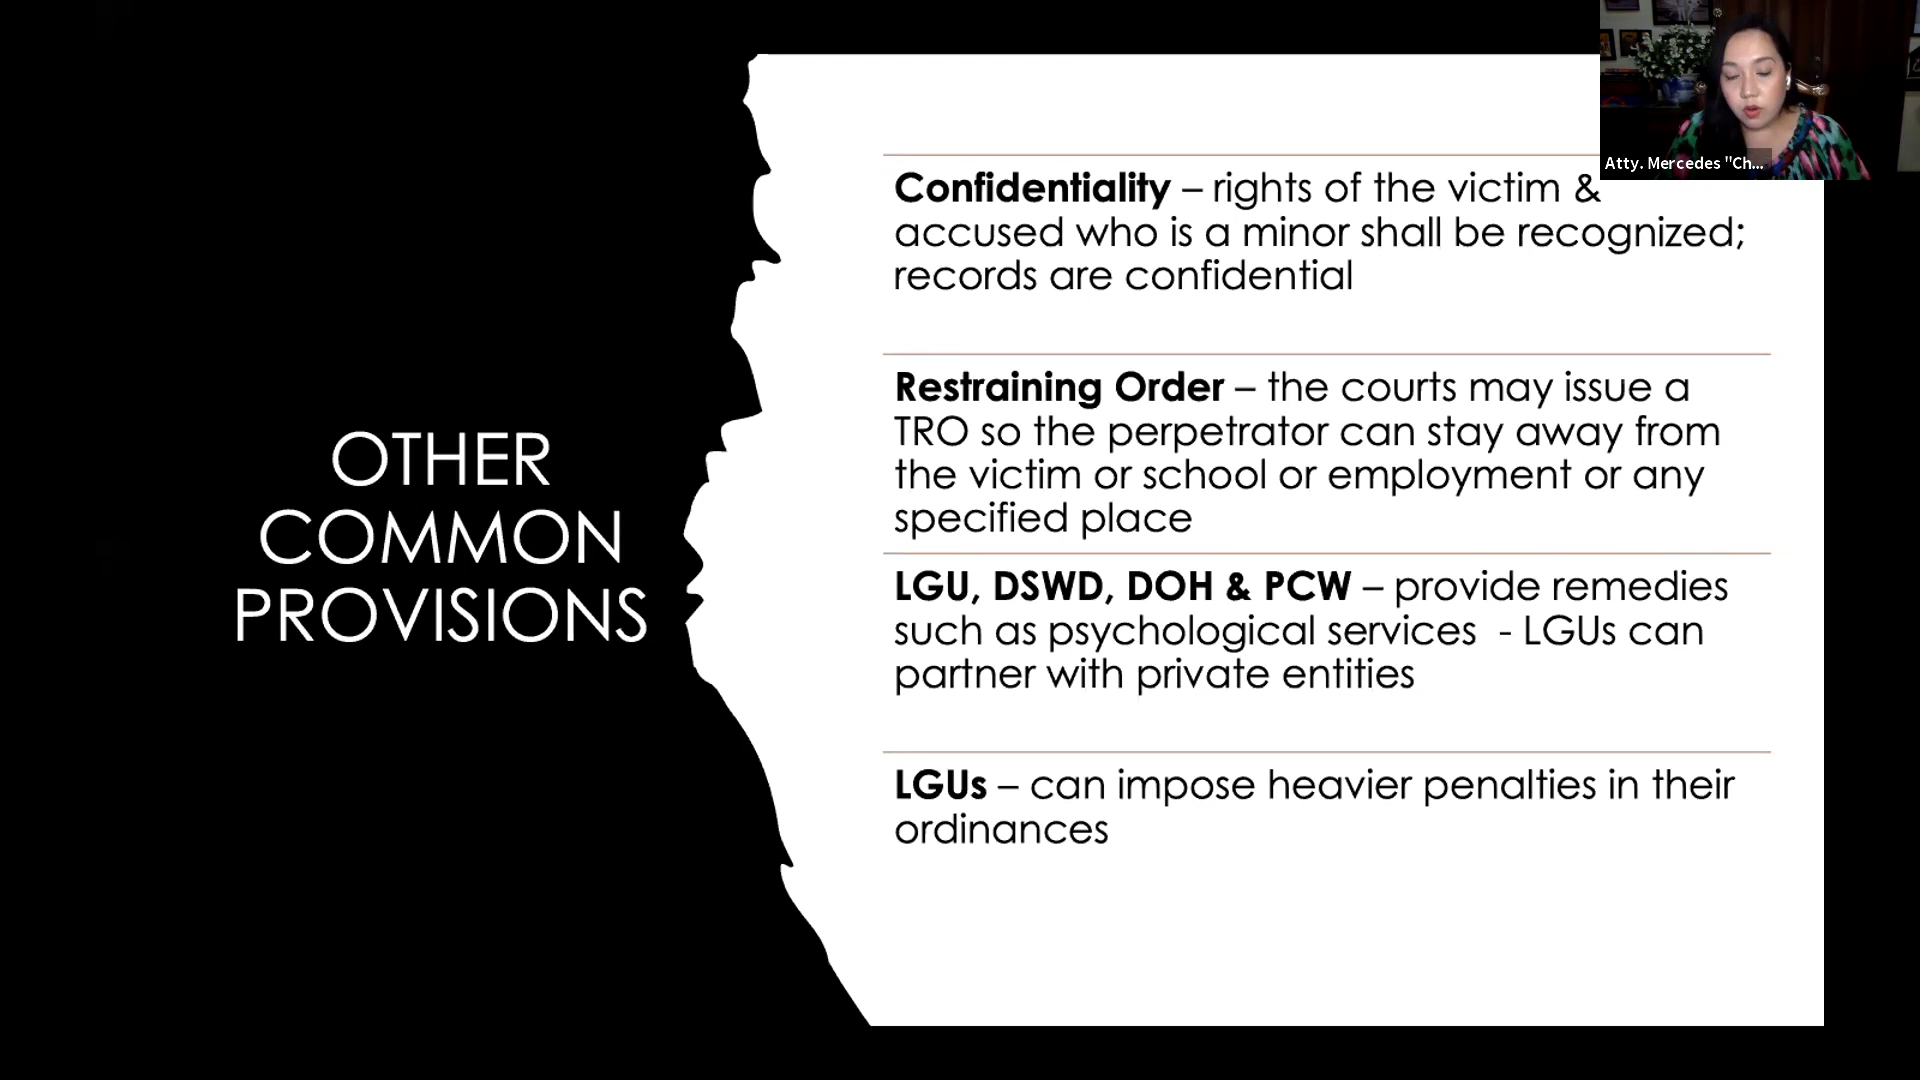 OTHER
COMMON
PROVISIONS
Confidentiality – rights of the victim &
accused who is a minor shall be recognized;
records are confidential
Restraining Order – the courts may issue a
TRO so the perpetrator can stay away from
the victim or school or employment or any
specified place
LGU, DSWD, DOH & PCW – provide remedies
such as psychological services  - LGUs can
partner with private entities
LGUs – can impose heavier penalties in their
ordinances
Atty. Mercedes "Ch...